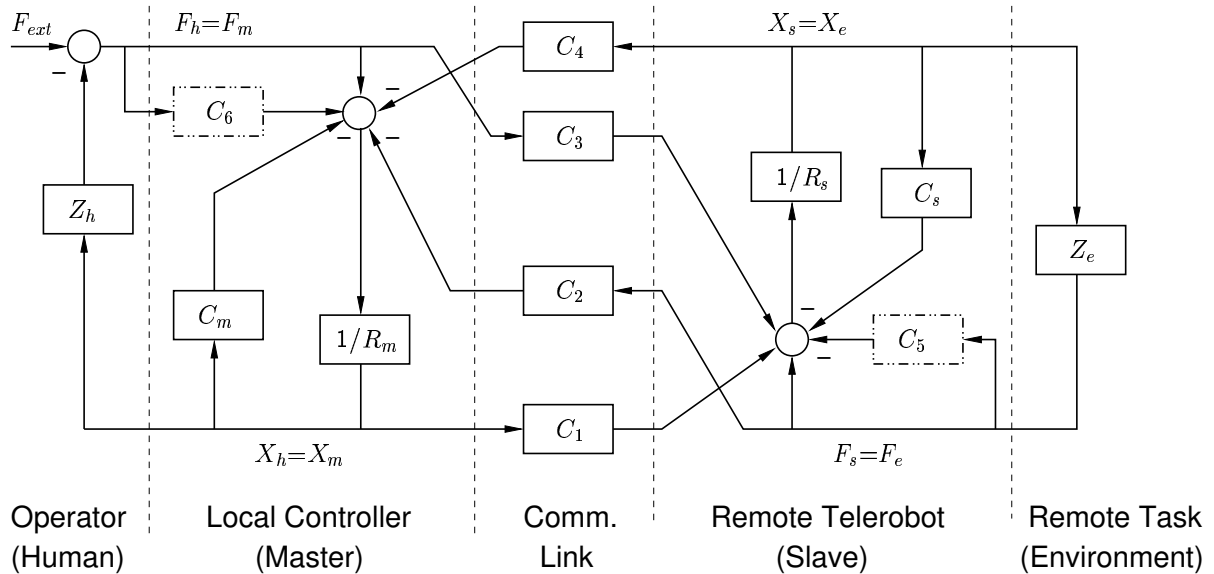 F_ext
F_h=F_m
X_s=X_e
−
C_4
−
C_6
−
−
C_3
1/R_s
C_s
Z_h
Z_e
C_2
C_m
1/R_m
−
−
C_5
C_1
X_h=X_m
F_s=F_e
Operator
(Human)
Local Controller
(Master)
Comm.
Link
Remote Telerobot
(Slave)
Remote Task
(Environment)